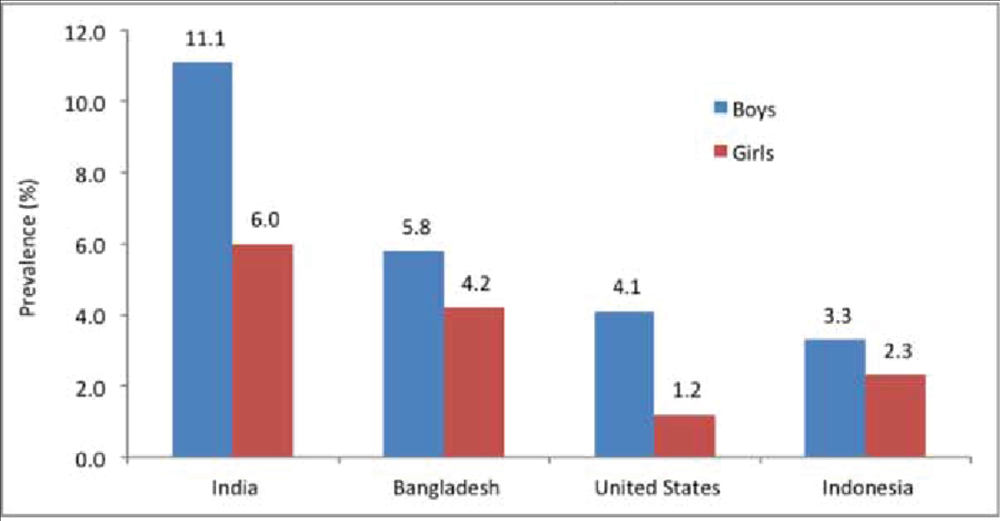 Prevalence (%)
12.0
10.0
8.0
6.0
4.0
2.0
0.0
11.1
6.0
5.8
4.2
4.1
1.2
3.3
2.3
Boys
Girls
India
Bangladesh
United States
Indonesia